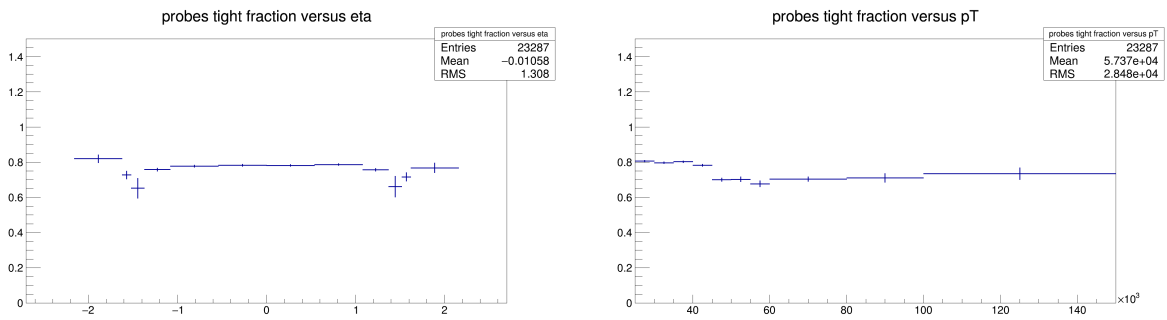 probes tight fraction versus eta
probes tight fraction versus eta
Entries 23287
Mean −0.01058
RMS 1.308
1.4
1.2
1
0.8
0.6
0.4
0.2
0
−2 −1 0 1 2
probes tight fraction versus pT
probes tight fraction versus pT
Entries 23287
Mean 5.737e+04
RMS 2.848e+04
1.4
1.2
1
0.8
0.6
0.4
0.2
0
40 60 80 100 120 140
×10³